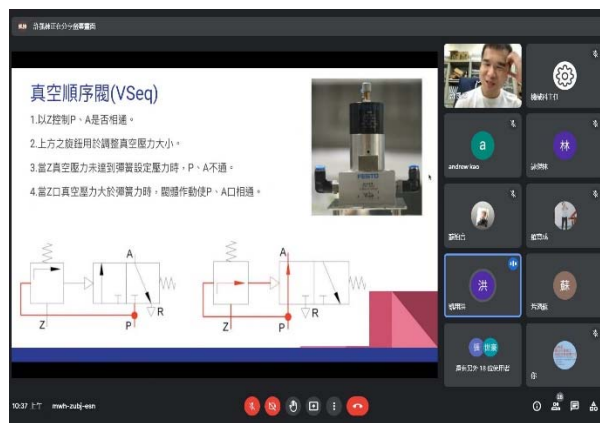 真空順序閥(VSeq)
1.以Z控制P、A是否相通。
2.上方之旋鈕用於調整真空壓力大小。
3.當Z真空壓力未達到彈簧設定壓力時，P、A不通。
4.當Z口真空壓力大於彈簧力時，閥體作動使P、A口相通。
FESTO
A
Z
P
R
A
Z
P
R
a
andrew kao
林
洪
蘇
你
10:37 上午
mwh-zubj-esn